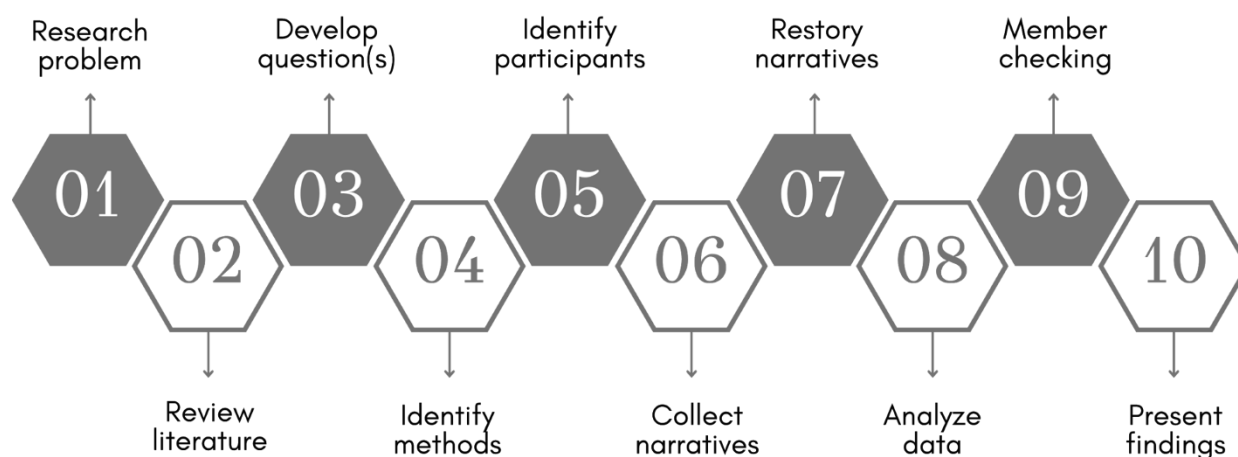 Research
problem
Develop
question(s)
Identify
participants
Restory
narratives
Member
checking
01
02
03
04
05
06
07
08
09
10
Review
literature
Identify
methods
Collect
narratives
Analyze
data
Present
findings